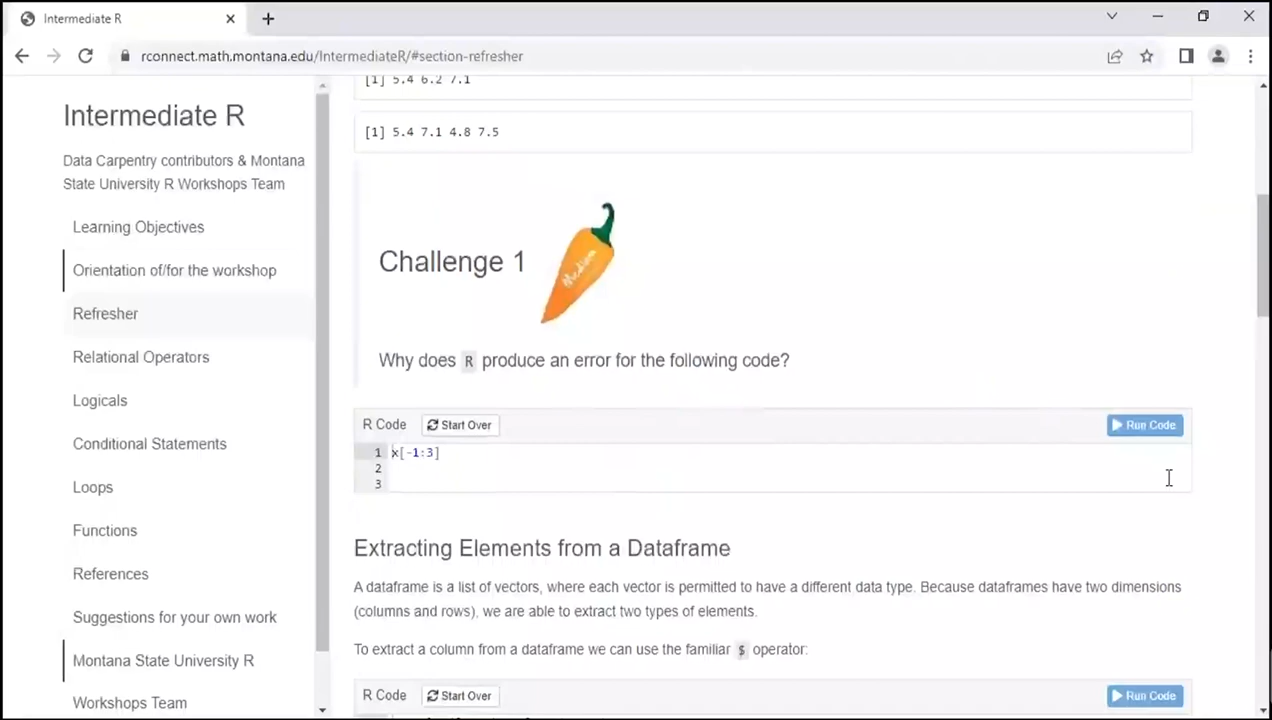 Intermediate R
rconnect.math.montana.edu/IntermediateR/#section-refresher
Intermediate R
Data Carpentry contributors & Montana
State University R Workshops Team
Learning Objectives
Orientation of/for the workshop
Refresher
Relational Operators
Logicals
Conditional Statements
Loops
Functions
References
Suggestions for your own work
Montana State University R
Workshops Team
[1] 5.4 6.2 7.1
[1] 5.4 7.1 4.8 7.5
Challenge 1
Medium
Why does R produce an error for the following code?
R Code Start Over Run Code
1 x[-1:3]
2
3
Extracting Elements from a Dataframe
A dataframe is a list of vectors, where each vector is permitted to have a different data type. Because dataframes have two dimensions
(columns and rows), we are able to extract two types of elements.
To extract a column from a dataframe we can use the familiar $ operator:
R Code Start Over Run Code